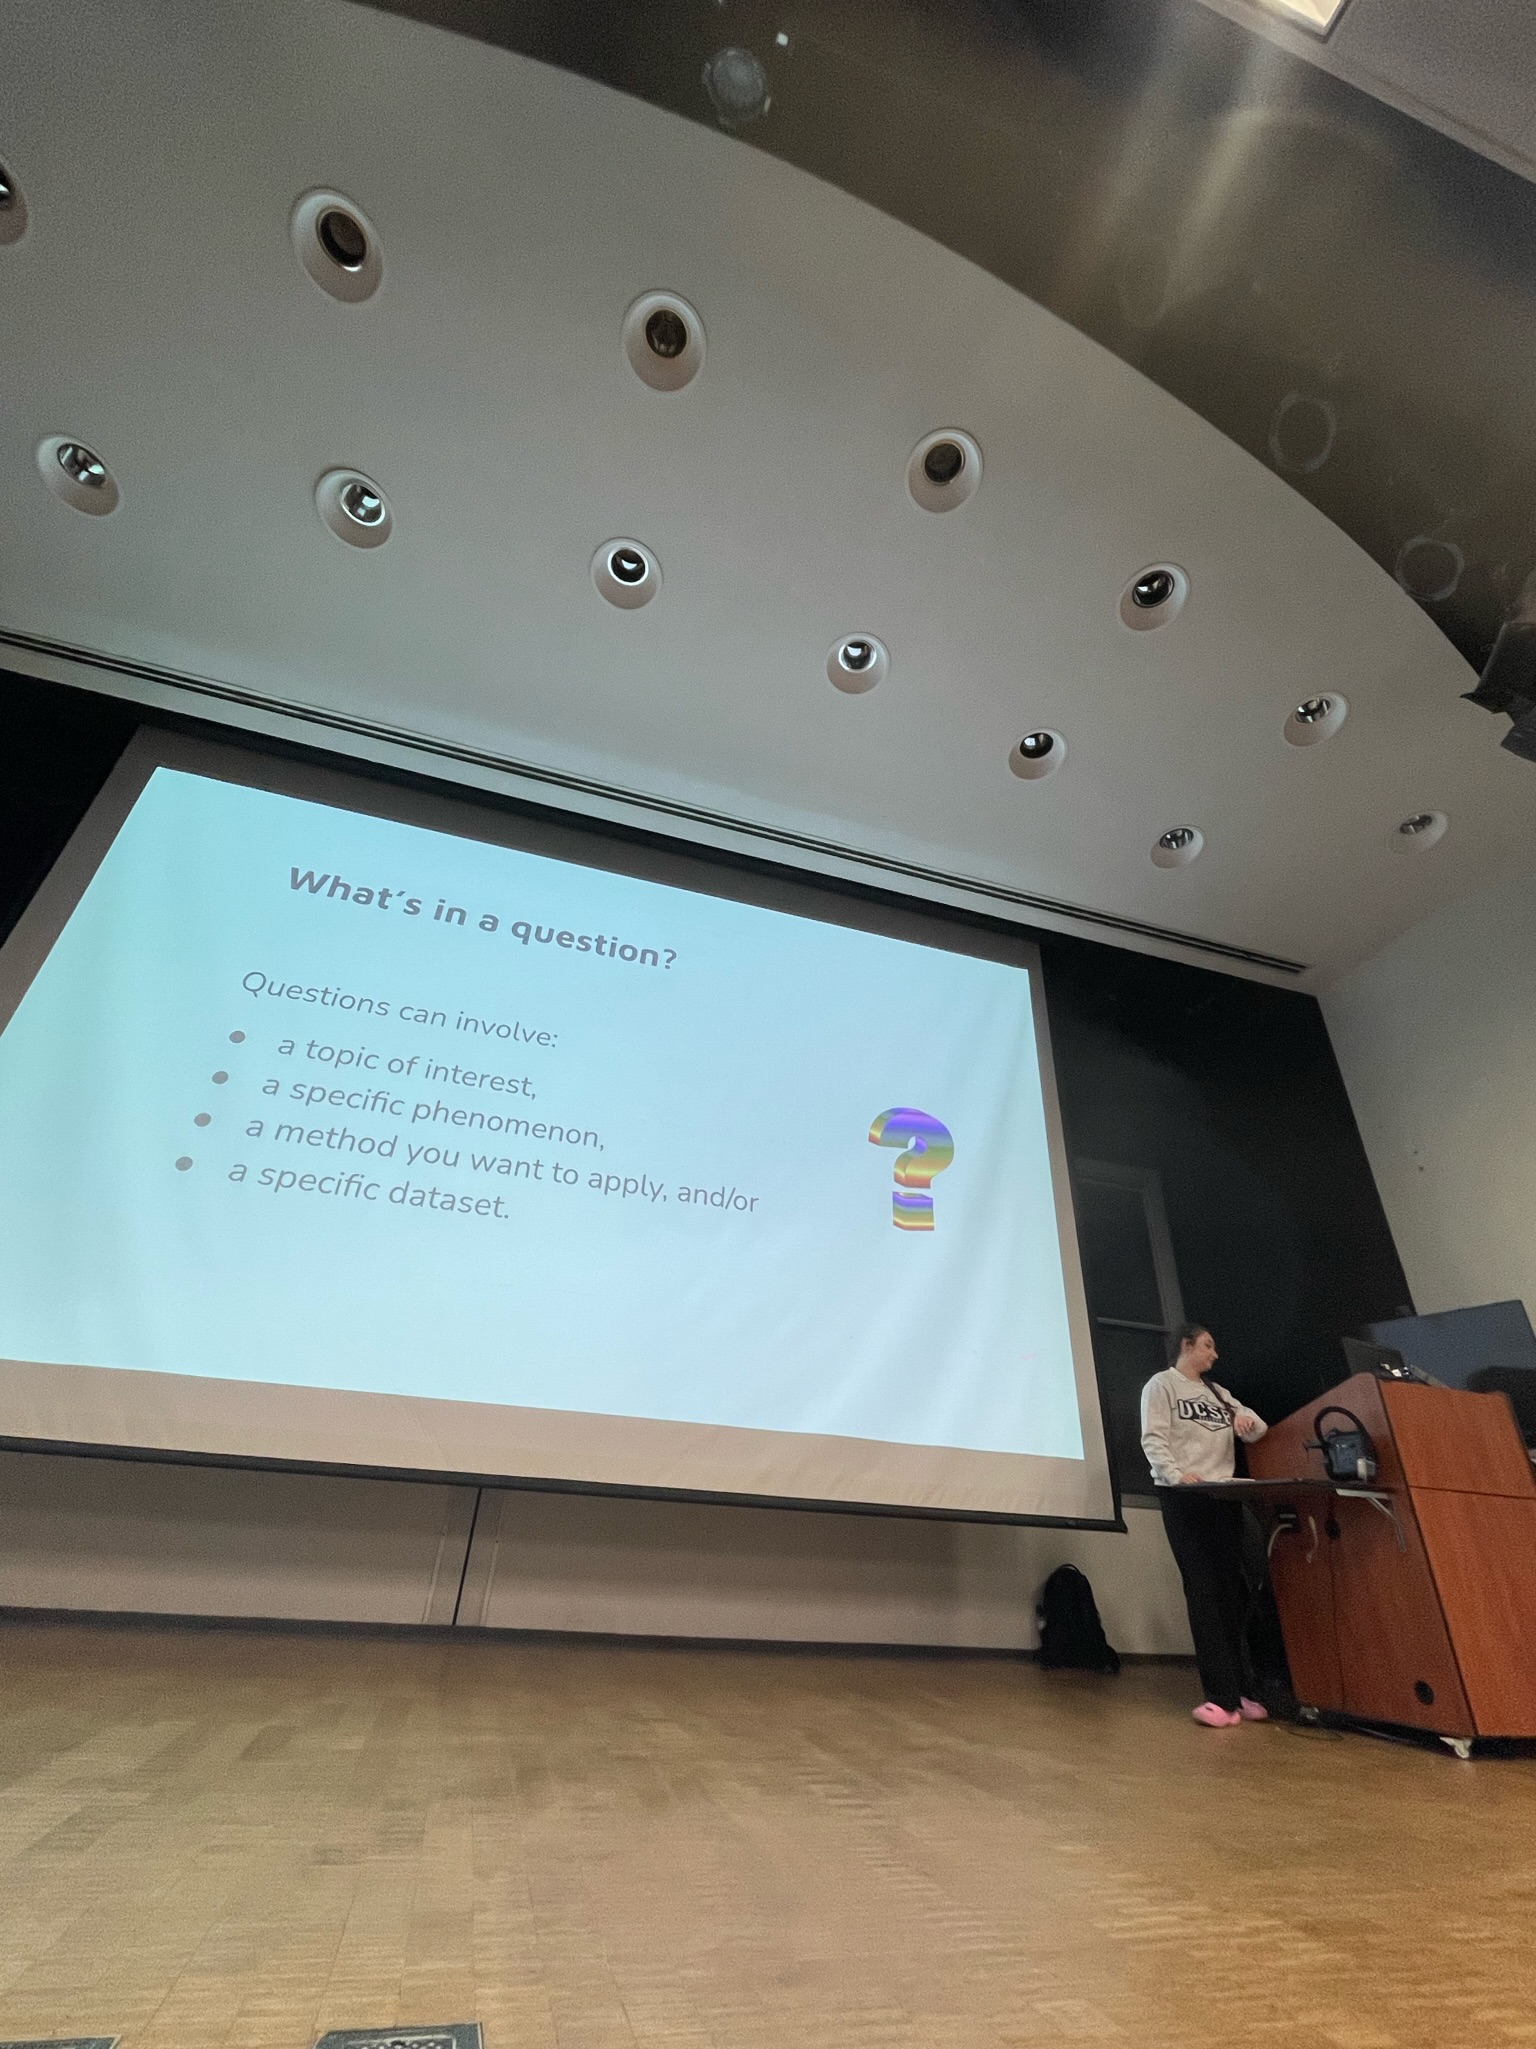 What's in a question?
Questions can involve:
● a topic of interest,
● a specific phenomenon,
● a method you want to apply, and/or
● a specific dataset.
?